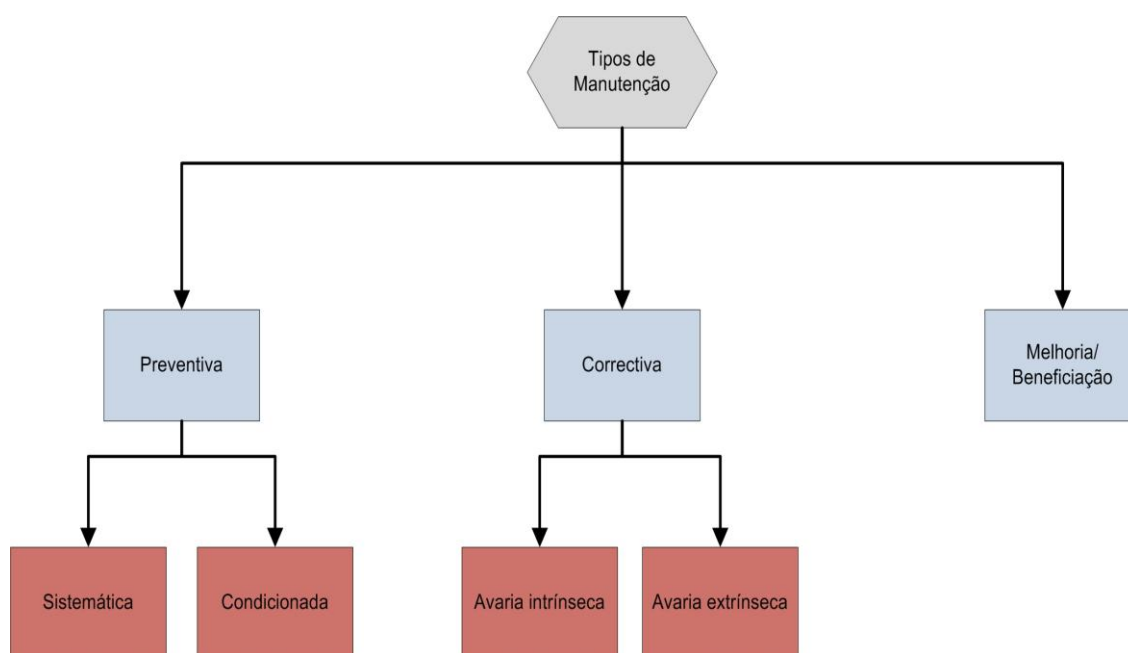 Tipos de
Manutenção
Preventiva
Correctiva
Melhoria/
Beneficiação
Sistemática
Condicionada
Avaria intrínseca
Avaria extrínseca